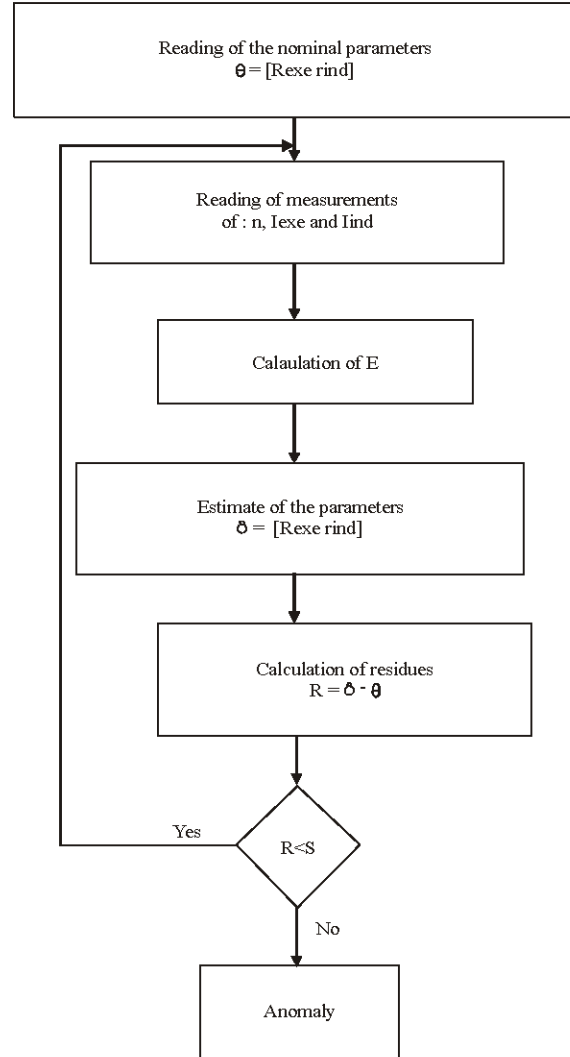 Reading of the nominal parameters
θ = [Rexe rind]
Reading of measurements
of : n, Iexe and Iind
Calaulation of E
Estimate of the parameters
ô = [Rexe rind]
Calculation of residues
R = ô - θ
Yes
R<S
No
Anomaly